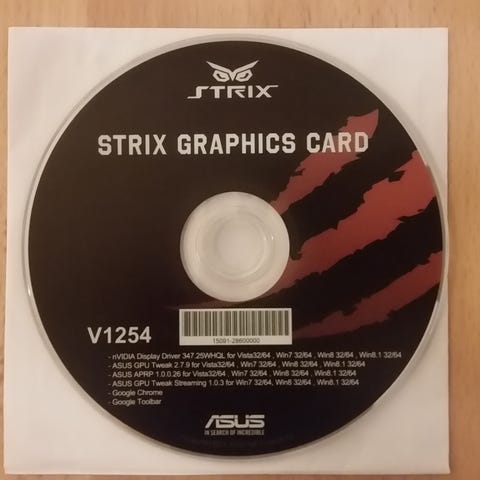 STRIX
STRIX GRAPHICS CARD
V1254
15091-28600000
- nVIDIA Display Driver 347.25WHQL for Vista32/64 , Win7 32/64 , Win8 32/64 , Win8.1 32/64
- ASUS GPU Tweak 2.7.9 for Vista32/64 , Win7 32/64 , Win8 32/64 , Win8.1 32/64
- ASUS APRP 1.0.0.26 for Vista32/64 , Win7 32/64 , Win8 32/64 , Win8.1 32/64
- ASUS GPU Tweak Streaming 1.0.3 for Win7 32/64, Win8 32/64 , Win8.1 32/64
- Google Chrome
- Google Toolbar
ASUS
IN SEARCH OF INCREDIBLE